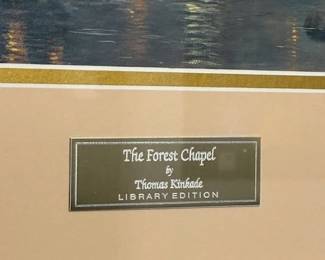 The Forest Chapel
by
Thomas Kinkade
LIBRARY EDITION